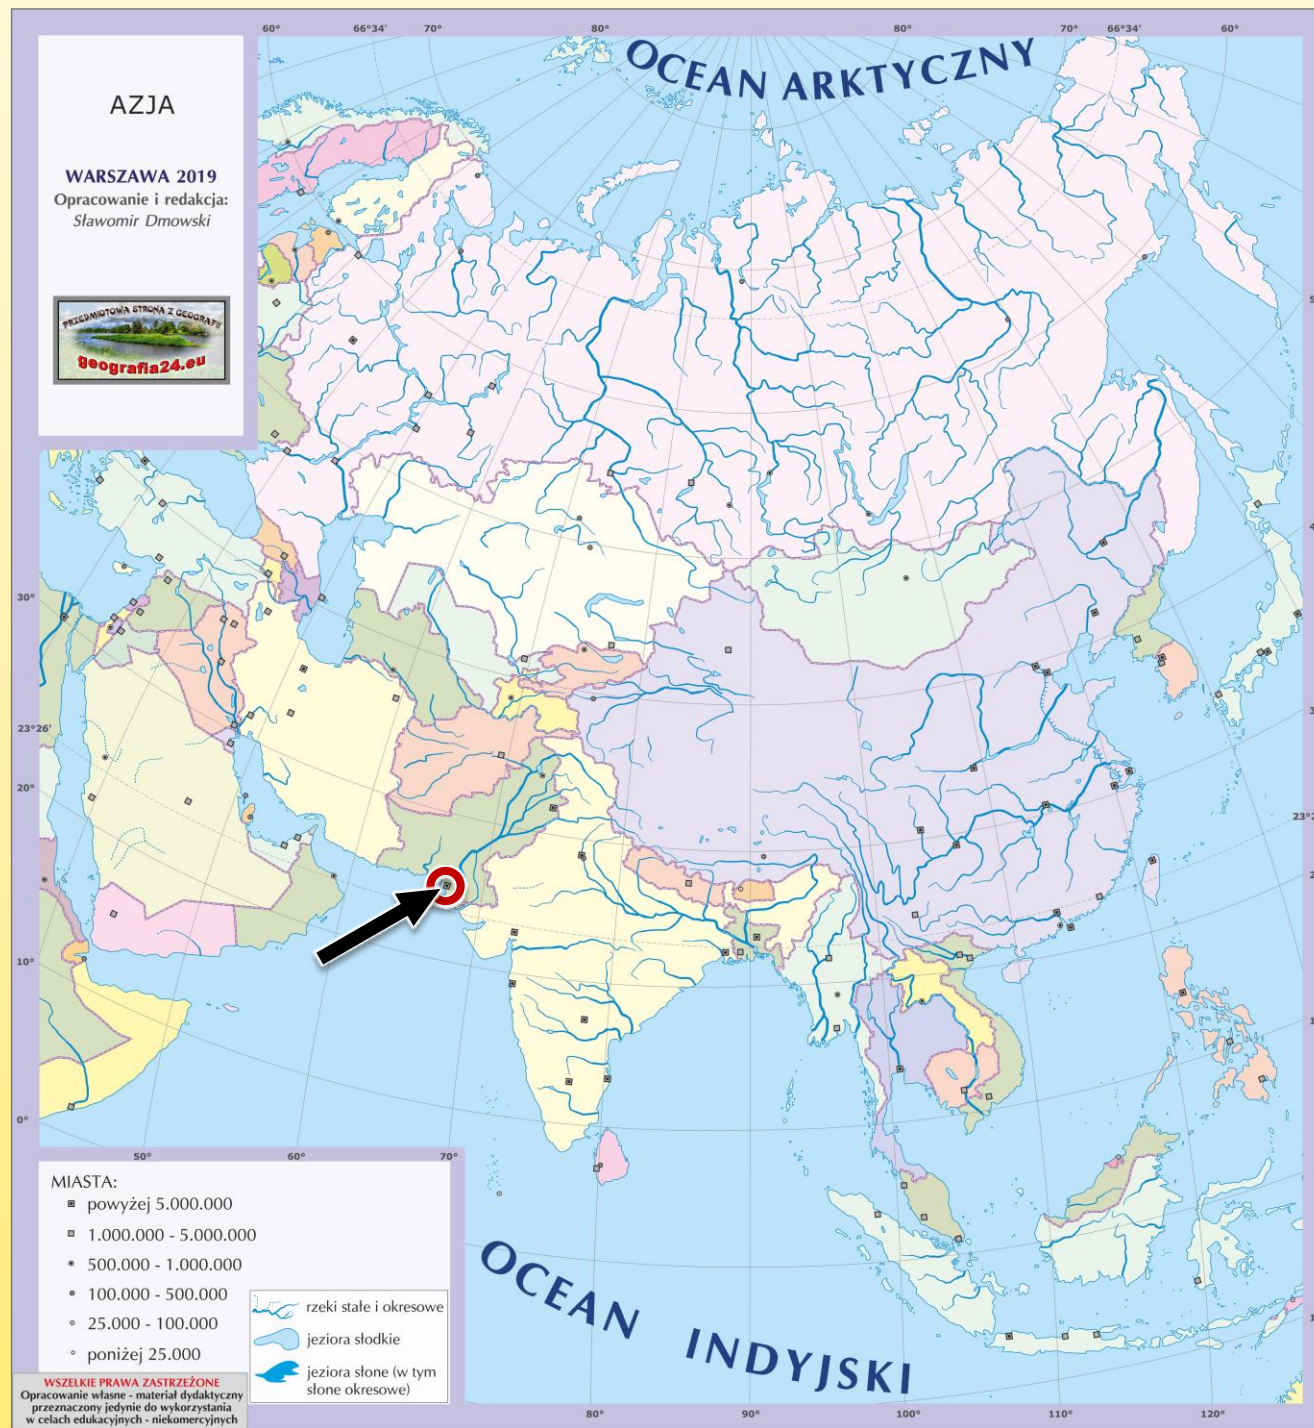 60°
66°34'
70°
80°
80°
70°
66°34'
60°
OCEAN ARKTYCZNY
AZJA
WARSZAWA 2019
Opracowanie i redakcja:
Sławomir Dmowski
PRZEDMIOTOWA STRONA Z GEOGRAFII
geografia24.eu
30°
23°26'
20°
10°
0°
50°
60°
70°
MIASTA:
powyżej 5.000.000
1.000.000 - 5.000.000
500.000 - 1.000.000
100.000 - 500.000
25.000 - 100.000
poniżej 25.000
rzeki stałe i okresowe
jeziora słodkie
jeziora słone (w tym
słone okresowe)
OCEAN INDYJSKI
WSZELKIE PRAWA ZASTRZEŻONE
Opracowanie własne - materiał dydaktyczny
przeznaczony jedynie do wykorzystania
w celach edukacyjnych - niekomercyjnych
80°
90°
100°
110°
120°